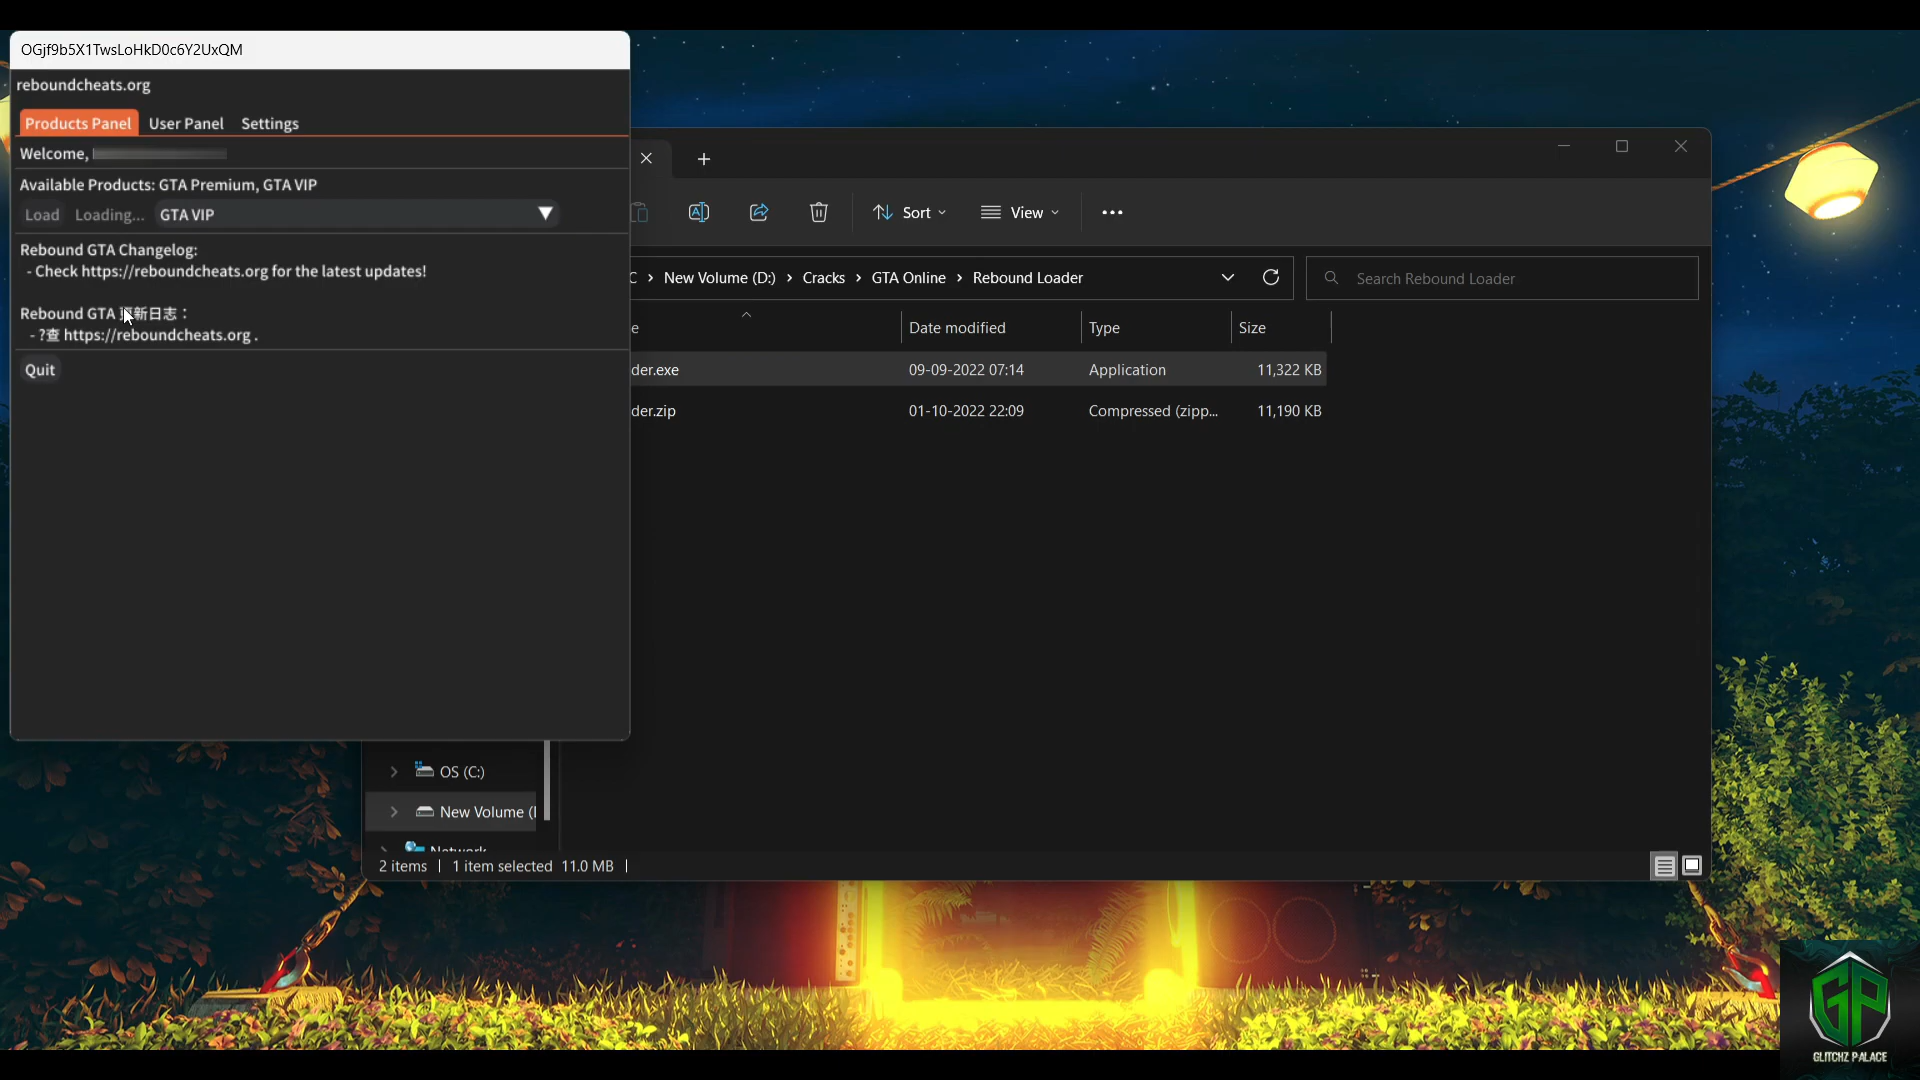 OGjf9b5X1TwsLoHkD0c6Y2UxQM
reboundcheats.org
Products Panel User Panel Settings
Welcome,
Available Products: GTA Premium, GTA VIP
Load Loading... GTA VIP
Rebound GTA Changelog:
- Check https://reboundcheats.org for the latest updates!
Rebound GTA 更新日志：
- ?查 https://reboundcheats.org .
Quit
Sort View
C > New Volume (D:) > Cracks > GTA Online > Rebound Loader
Search Rebound Loader
e Date modified Type Size
der.exe 09-09-2022 07:14 Application 11,322 KB
der.zip 01-10-2022 22:09 Compressed (zipp... 11,190 KB
OS (C:)
New Volume (
Network
2 items 1 item selected 11.0 MB
GP
GLITCHZ PALACE